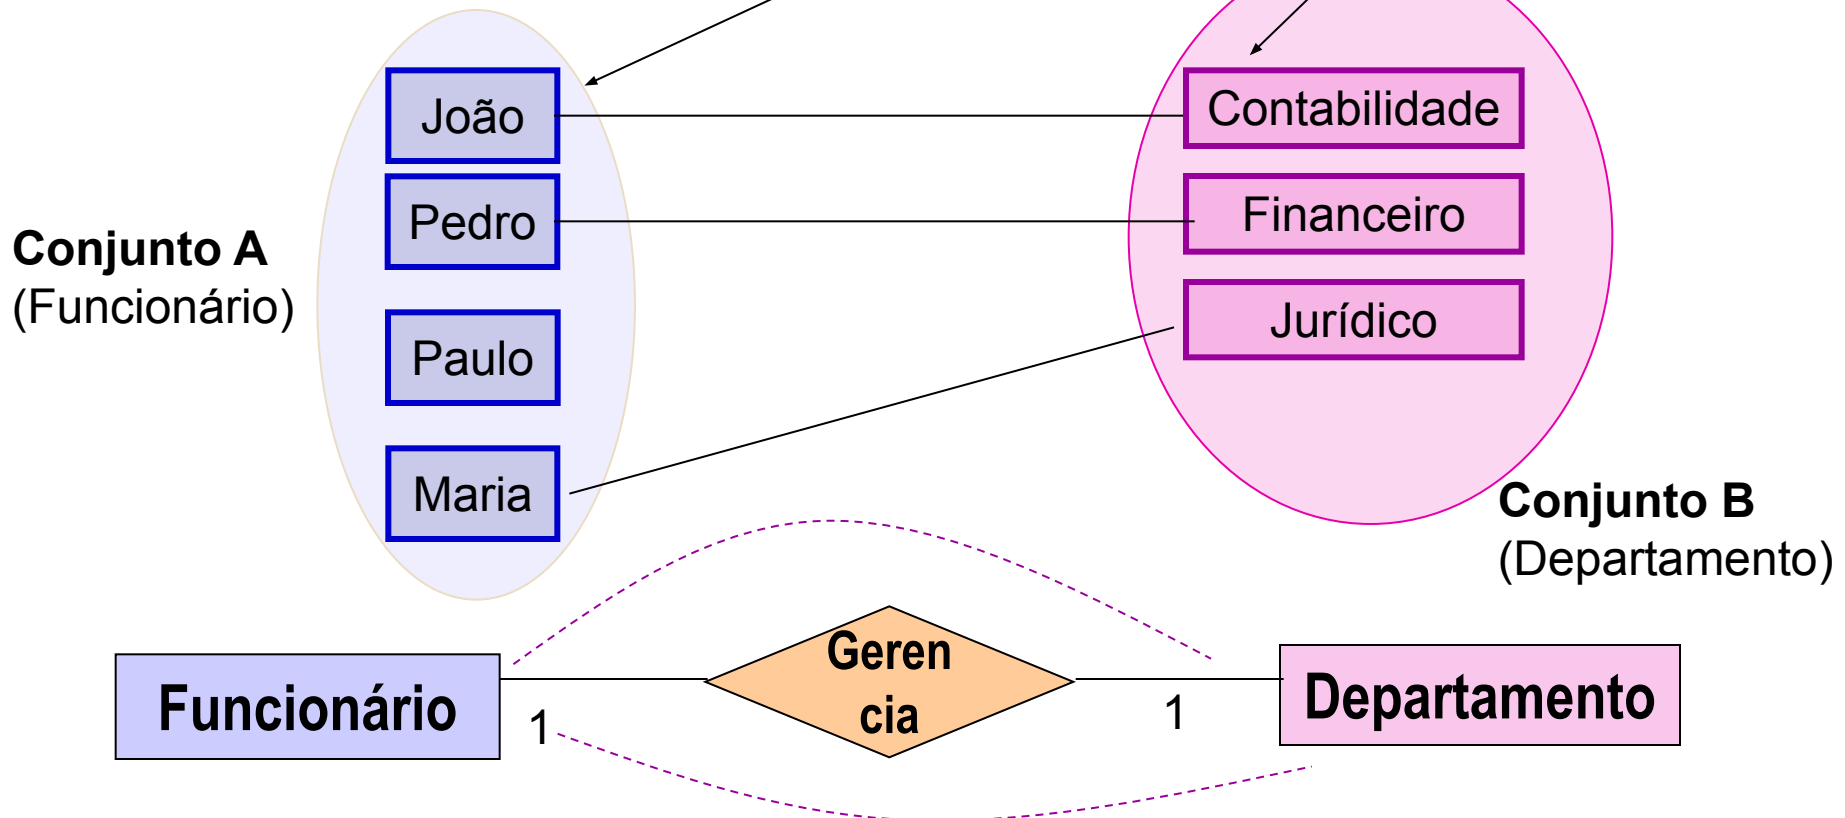 João
Contabilidade
Pedro
Financeiro
Conjunto A
(Funcionário)
Jurídico
Paulo
Maria
Conjunto B
(Departamento)
Funcionário
1
Geren
cia
1
Departamento